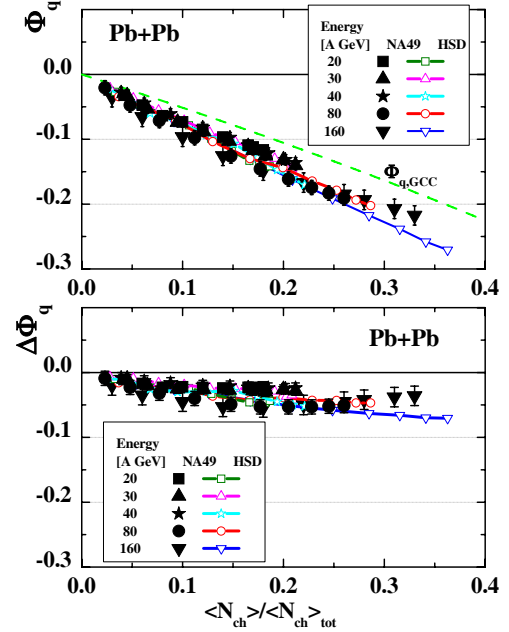 Φq
Pb+Pb
Energy
[A GeV] NA49 HSD
20
30
40
80
160
Φq,GCC
0.0
-0.1
-0.2
-0.3
0.0 0.1 0.2 0.3 0.4
ΔΦq
Pb+Pb
0.0
-0.1
-0.2
-0.3
Energy
[A GeV] NA49 HSD
20
30
40
80
160
0.0 0.1 0.2 0.3 0.4
<Nch>/<Nch>tot